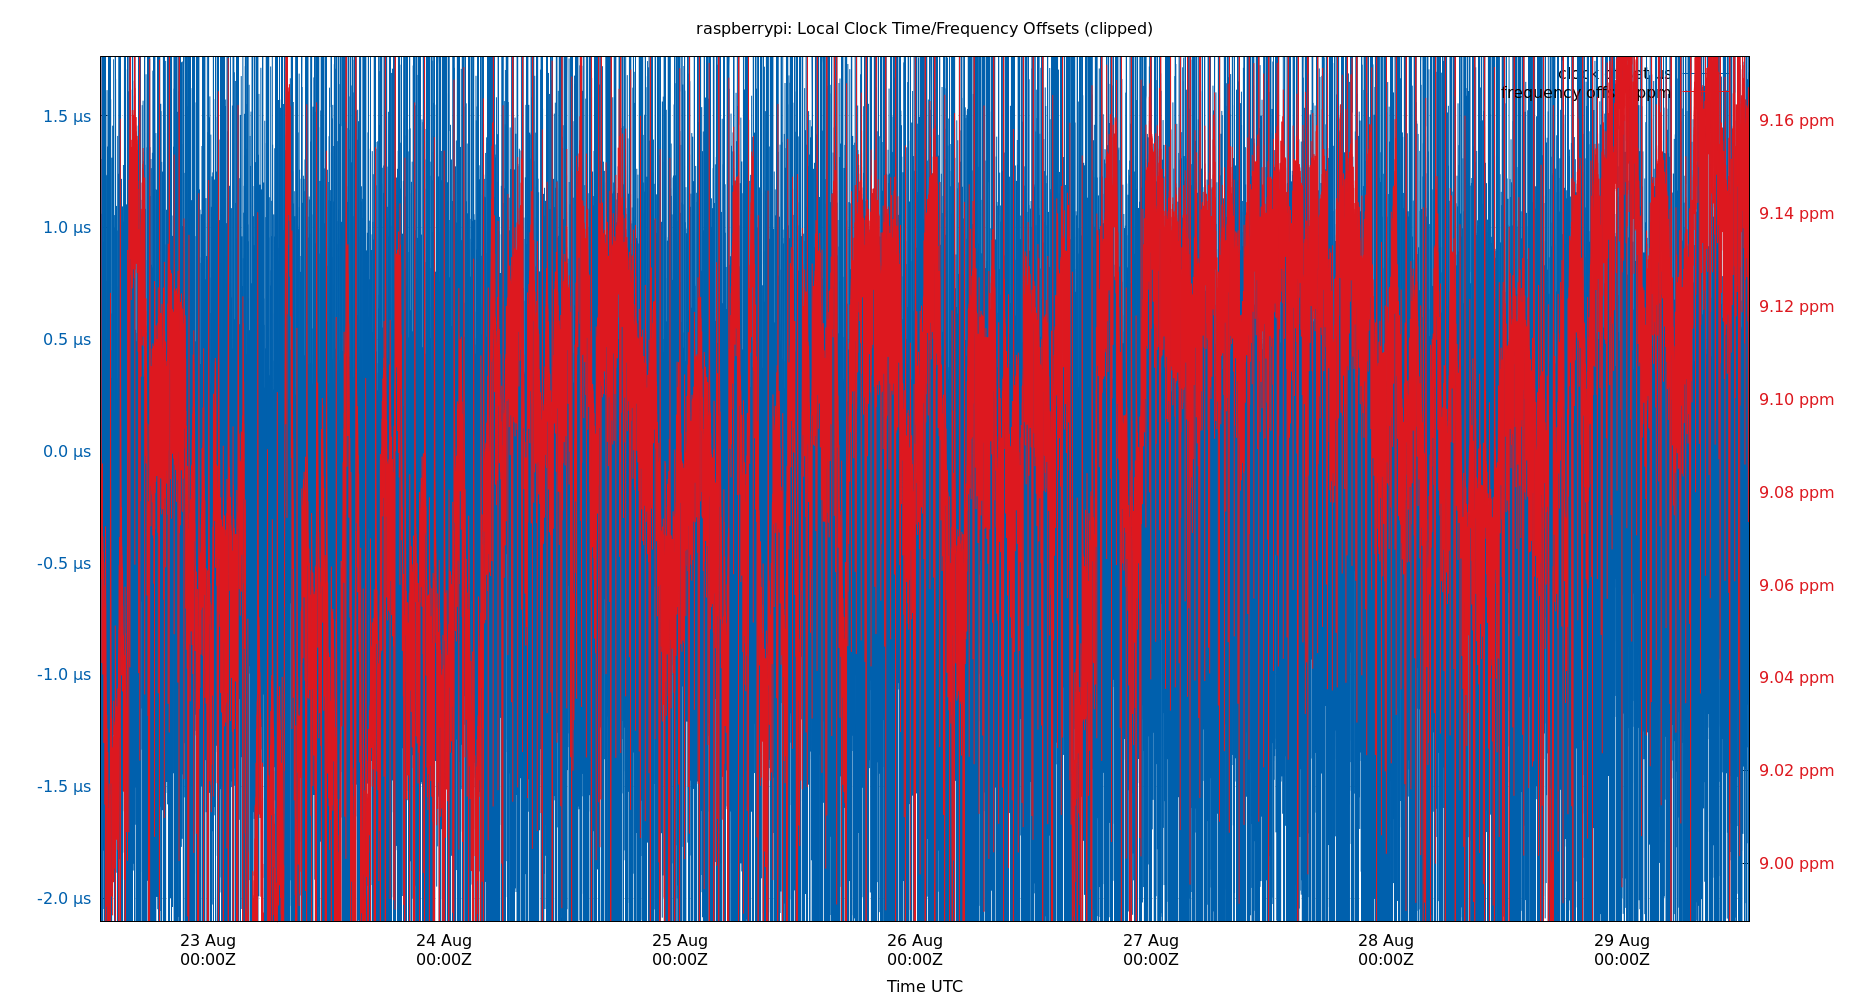 raspberrypi: Local Clock Time/Frequency Offsets (clipped)
clock
frequency ppm
1.5 µs
1.0 µs
0.5 µs
0.0 µs
-0.5 µs
-1.0 µs
-1.5 µs
-2.0 µs
9.16 ppm
9.14 ppm
9.12 ppm
9.10 ppm
9.08 ppm
9.06 ppm
9.04 ppm
9.02 ppm
9.00 ppm
23 Aug 24 Aug 25 Aug 26 Aug 27 Aug 28 Aug 29 Aug
00:00Z 00:00Z 00:00Z 00:00Z 00:00Z 00:00Z 00:00Z
Time UTC